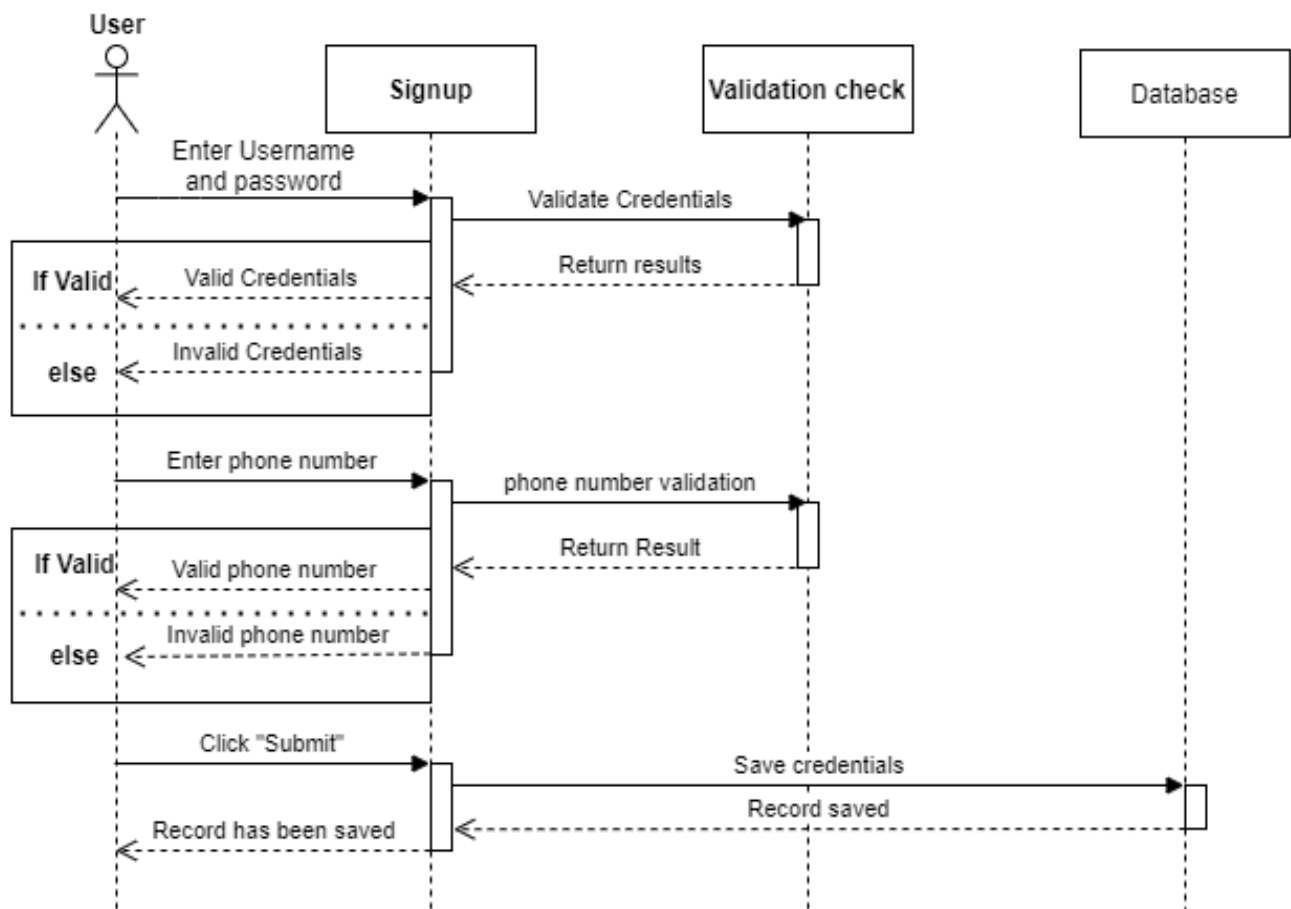 User
Signup
Validation check
Database
Enter Username
and password
Validate Credentials
Return results
If Valid
Valid Credentials
Invalid Credentials
else
Enter phone number
phone number validation
Return Result
If Valid
Valid phone number
Invalid phone number
else
Click "Submit"
Save credentials
Record saved
Record has been saved